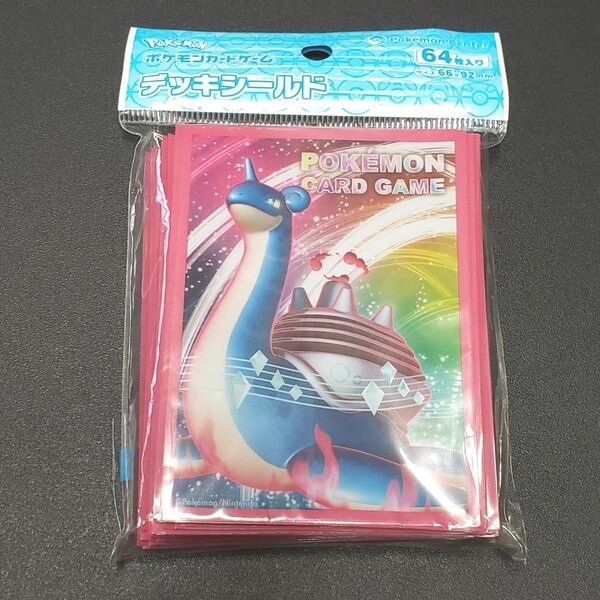 Pokémon
ポケモンカードゲーム
デッキシールド
Pokémon Center
64枚入り
サイズ 66×92mm
POKÉMON
CARD GAME
©Pokémon/Nintendo